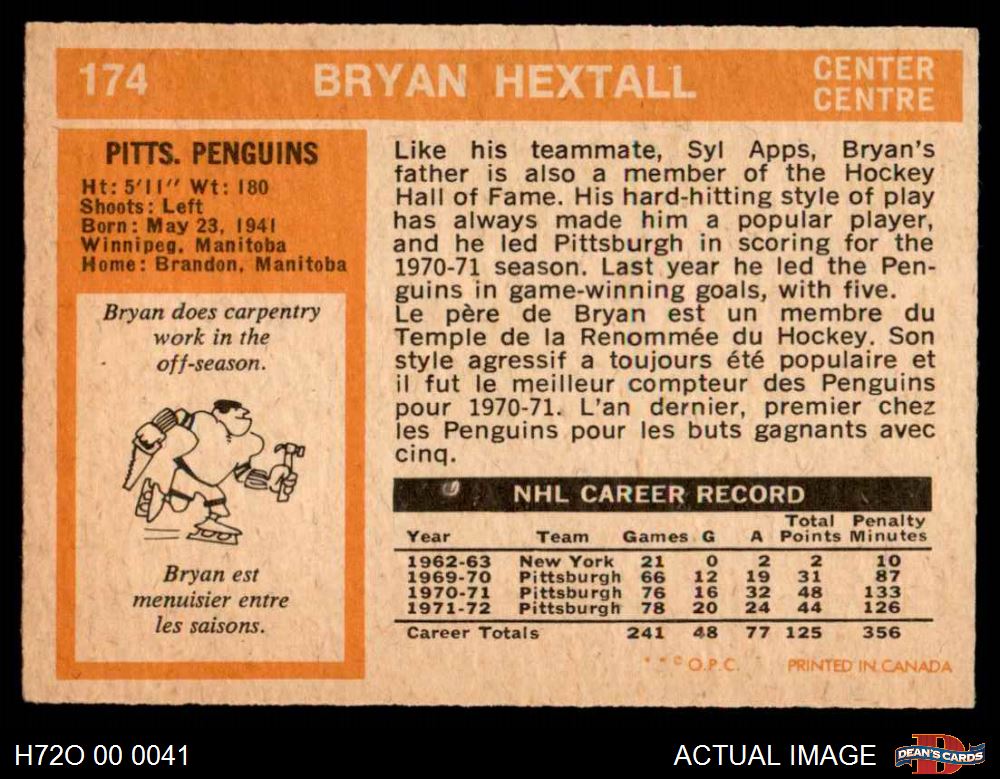 174 BRYAN HEXTALL CENTER
CENTRE
PITTS. PENGUINS
Ht: 5'11" Wt: 180
Shoots: Left
Born: May 23, 1941
Winnipeg, Manitoba
Home: Brandon, Manitoba
Bryan does carpentry
work in the
off-season.
Bryan est
menuisier entre
les saisons.
Like his teammate, Syl Apps, Bryan's
father is also a member of the Hockey
Hall of Fame. His hard-hitting style of play
has always made him a popular player,
and he led Pittsburgh in scoring for the
1970-71 season. Last year he led the Pen-
guins in game-winning goals, with five.
Le père de Bryan est un membre du
Temple de la Renommée du Hockey. Son
style agressif a toujours été populaire et
il fut le meilleur compteur des Penguins
pour 1970-71. L'an dernier, premier chez
les Penguins pour les buts gagnants avec
cinq.
NHL CAREER RECORD
Year Team Games G A Total Points Penalty Minutes
1962-63 New York 21 0 2 2 10
1969-70 Pittsburgh 66 12 19 31 87
1970-71 Pittsburgh 76 16 32 48 133
1971-72 Pittsburgh 78 20 24 44 126
Career Totals 241 48 77 125 356
* * © O.P.C. PRINTED IN CANADA
H72O 00 0041 ACTUAL IMAGE DEAN'S CARDS